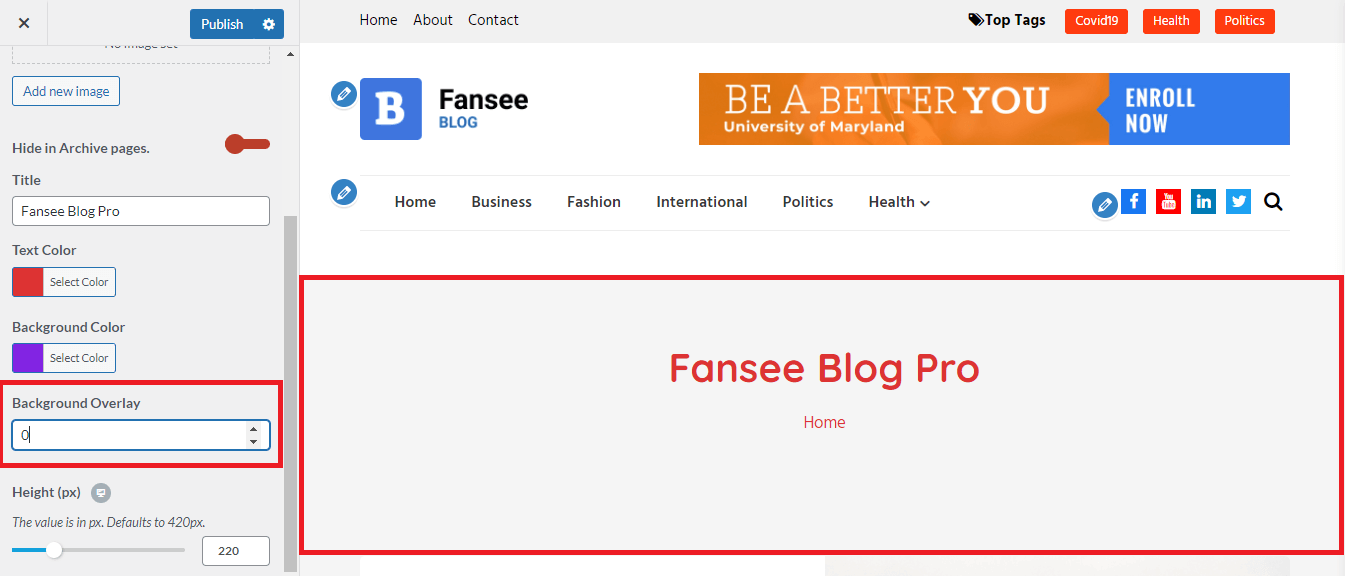 Publish
No image set
Add new image
Hide in Archive pages.
Title
Fansee Blog Pro
Text Color
Select Color
Background Color
Select Color
Background Overlay
0
Height (px)
The value is in px. Defaults to 420px.
220
Home About Contact
Top Tags Covid19 Health Politics
B
Fansee
BLOG
BE A BETTER YOU
University of Maryland
ENROLL
NOW
Home Business Fashion International Politics Health
f You Tube in
Fansee Blog Pro
Home